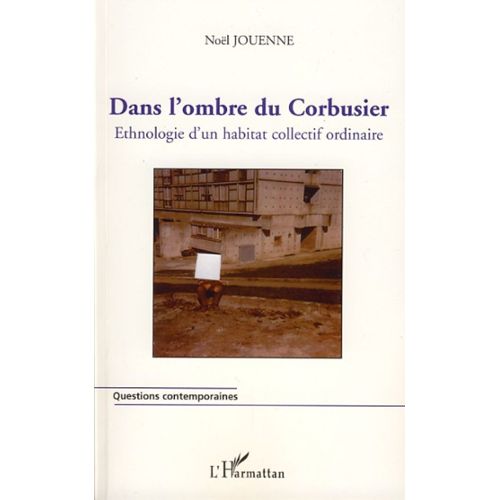 Noël JOUENNE
Dans l'ombre du Corbusier
Ethnologie d'un habitat collectif ordinaire
Questions contemporaines
L'Harmattan